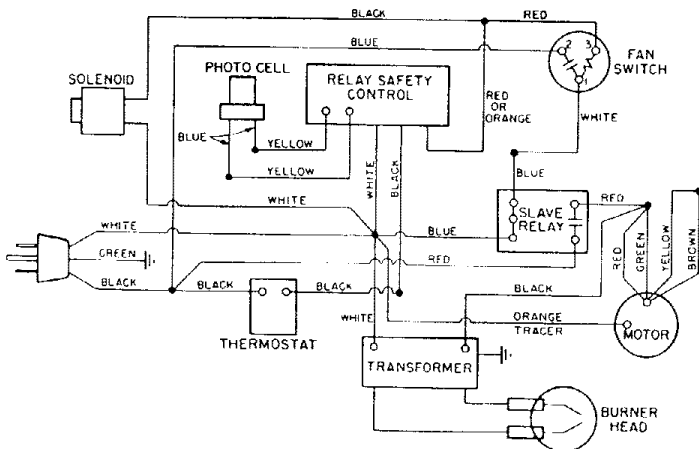 BLACK
RED
BLUE
2
3
1
FAN
SWITCH
SOLENOID
PHOTO CELL
RELAY SAFETY
CONTROL
RED
OR
ORANGE
WHITE
BLUE
YELLOW
YELLOW
WHITE
BLACK
BLUE
WHITE
SLAVE
RELAY
RED
WHITE
BLUE
GREEN
RED
BLACK
BLACK
BLACK
BLACK
RED
GREEN
YELLOW
BROWN
THERMOSTAT
WHITE
ORANGE
TRACER
MOTOR
TRANSFORMER
BURNER
HEAD